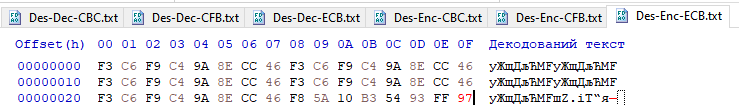 Des-Dec-CBC.txt Des-Dec-CFB.txt Des-Dec-ECB.txt Des-Enc-CBC.txt Des-Enc-CFB.txt Des-Enc-ECB.txt
Offset(h) 00 01 02 03 04 05 06 07 08 09 0A 0B 0C 0D 0E 0F Декодований текст
00000000 F3 C6 F9 C4 9A 8E CC 46 F3 C6 F9 C4 9A 8E CC 46 уЖщДљЋМFуЖщДљЋМF
00000010 F3 C6 F9 C4 9A 8E CC 46 F3 C6 F9 C4 9A 8E CC 46 уЖщДљЋМFуЖщДљЋМF
00000020 F3 C6 F9 C4 9A 8E CC 46 F8 5A 10 B3 54 93 FF 97 уЖщДљЋМFшZ.іT“я—